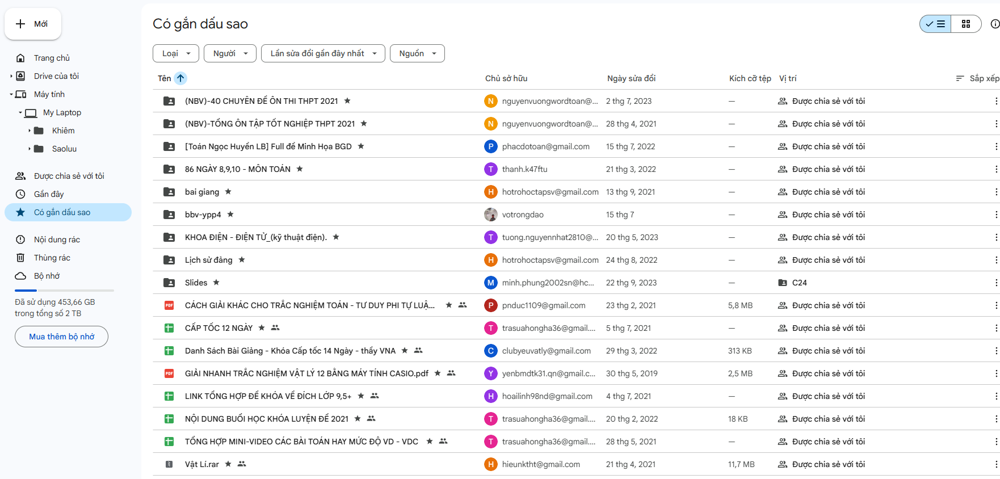 Mới
Trang chủ
Drive của tôi
Máy tính
My Laptop
Khiêm
Saoluu
Được chia sẻ với tôi
Gần đây
Có gắn dấu sao
Nội dung rác
Thùng rác
Bộ nhớ
Đã sử dụng 453,66 GB
trong tổng số 2 TB
Mua thêm bộ nhớ
Có gắn dấu sao
Loại Người Lần sửa đổi gần đây nhất Nguồn
Tên Chủ sở hữu Ngày sửa đổi Kích cỡ tệp Vị trí Sắp xếp
(NBV)-40 CHUYÊN ĐỀ ÔN THI THPT 2021 N nguyenvuongwordtoan@... 2 thg 7, 2023 — Được chia sẻ với tôi
(NBV)-TỔNG ÔN TẬP TỐT NGHIỆP THPT 2021 N nguyenvuongwordtoan@... 28 thg 4, 2021 — Được chia sẻ với tôi
[Toán Ngọc Huyền LB] Full đề Minh Họa BGD P phacdotoan@gmail.com 15 thg 7, 2022 — Được chia sẻ với tôi
86 NGÀY 8,9,10 - MÔN TOÁN T thanh.k47ftu 21 thg 3, 2022 — Được chia sẻ với tôi
bai giang H hotrohoctapsv@gmail.com 13 thg 9, 2021 — Được chia sẻ với tôi
bbv-ypp4 votrongdao 15 thg 7 — Được chia sẻ với tôi
KHOA ĐIỆN - ĐIỆN TỬ_(kỹ thuật điện). T tuong.nguyennhat2810@... 20 thg 5, 2023 — Được chia sẻ với tôi
Lịch sử đảng H hotrohoctapsv@gmail.com 24 thg 8, 2022 — Được chia sẻ với tôi
Slides M minh.phung2002sn@hc... 22 thg 9, 2023 — C24
PDF CÁCH GIẢI KHÁC CHO TRẮC NGHIỆM TOÁN - TƯ DUY PHI TỰ LUẬ... P pnduc1109@gmail.com 23 thg 2, 2021 5,8 MB Được chia sẻ với tôi
CẤP TỐC 12 NGÀY T trasuahongha36@gmail.... 5 thg 7, 2021 — Được chia sẻ với tôi
Danh Sách Bài Giảng - Khóa Cấp tốc 14 Ngày - thầy VNA C clubyeuvatly@gmail.com 29 thg 3, 2022 313 KB Được chia sẻ với tôi
PDF GIẢI NHANH TRẮC NGHIỆM VẬT LÝ 12 BẰNG MÁY TÍNH CASIO.pdf Y yenbmdtk31.qn@gmail.c... 30 thg 5, 2019 2,5 MB Được chia sẻ với tôi
LINK TỔNG HỢP ĐỀ KHÓA VỀ ĐÍCH LỚP 9,5+ H hoailinh98nd@gmail.com 4 thg 7, 2021 — Được chia sẻ với tôi
NỘI DUNG BUỔI HỌC KHÓA LUYỆN ĐỀ 2021 T trasuahongha36@gmail.... 20 thg 2, 2022 18 KB Được chia sẻ với tôi
TỔNG HỢP MINI-VIDEO CÁC BÀI TOÁN HAY MỨC ĐỘ VD - VDC T trasuahongha36@gmail.... 28 thg 5, 2021 — Được chia sẻ với tôi
Vật Lí.rar H hieunktht@gmail.com 21 thg 4, 2021 11,7 MB Được chia sẻ với tôi